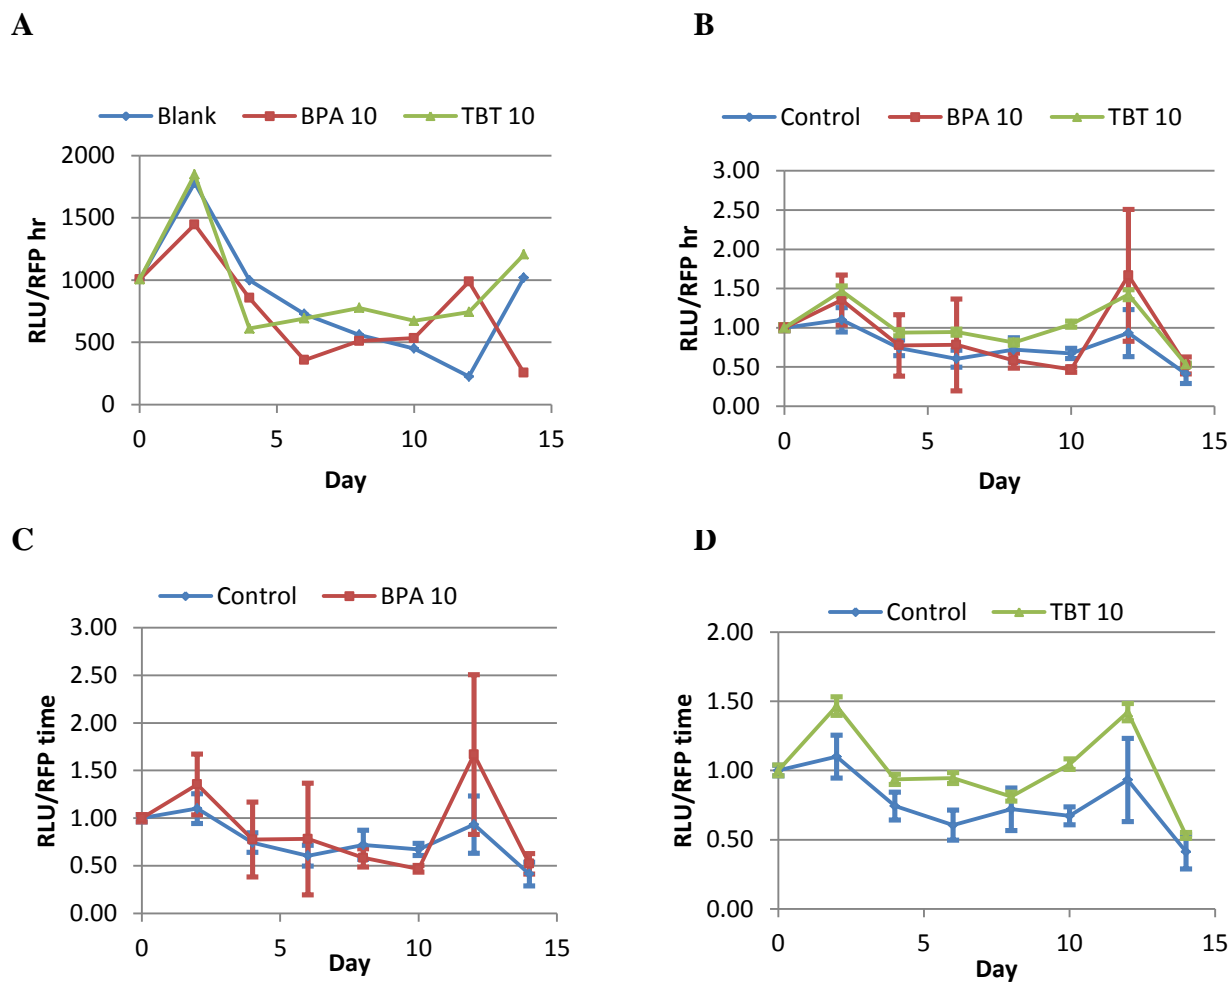 A
Blank BPA 10 TBT 10
2000
1500
1000
500
0
0 5 10 15
RLU/RFP hr
Day
B
Control BPA 10 TBT 10
3.00
2.50
2.00
1.50
1.00
0.50
0.00
0 5 10 15
RLU/RFP hr
Day
C
Control BPA 10
3.00
2.50
2.00
1.50
1.00
0.50
0.00
0 5 10 15
RLU/RFP time
Day
D
Control TBT 10
2.00
1.50
1.00
0.50
0.00
0 5 10 15
RLU/RFP time
Day